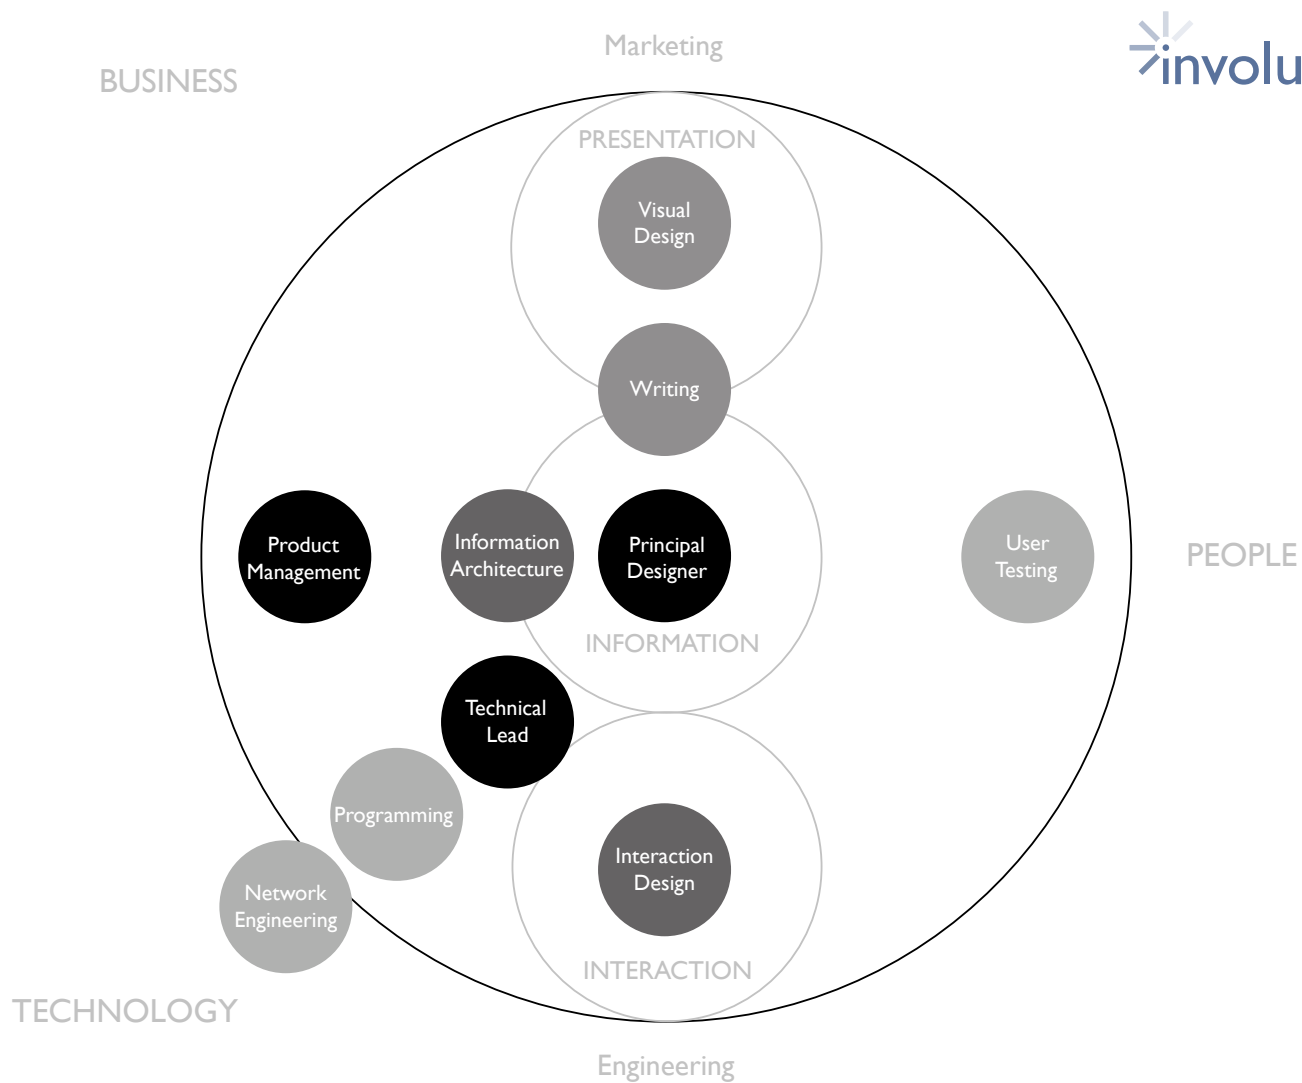 Marketing
BUSINESS
involu
PRESENTATION
Visual
Design
Writing
Product
Management
Information
Architecture
Principal
Designer
User
Testing
PEOPLE
INFORMATION
Technical
Lead
Programming
Interaction
Design
Network
Engineering
INTERACTION
TECHNOLOGY
Engineering